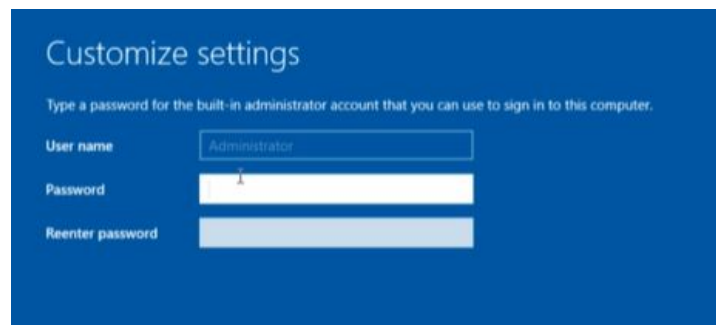 Customize settings
Type a password for the built-in administrator account that you can use to sign in to this computer.
User name
Administrator
Password
Reenter password